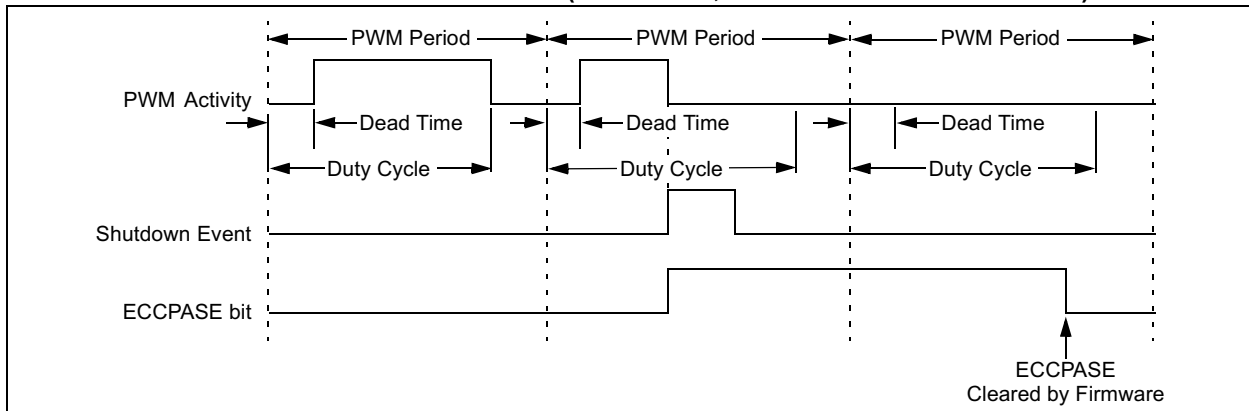 PWM Period PWM Period PWM Period
PWM Activity
Dead Time Dead Time Dead Time
Duty Cycle Duty Cycle Duty Cycle
Shutdown Event
ECCPASE bit
ECCPASE
Cleared by Firmware